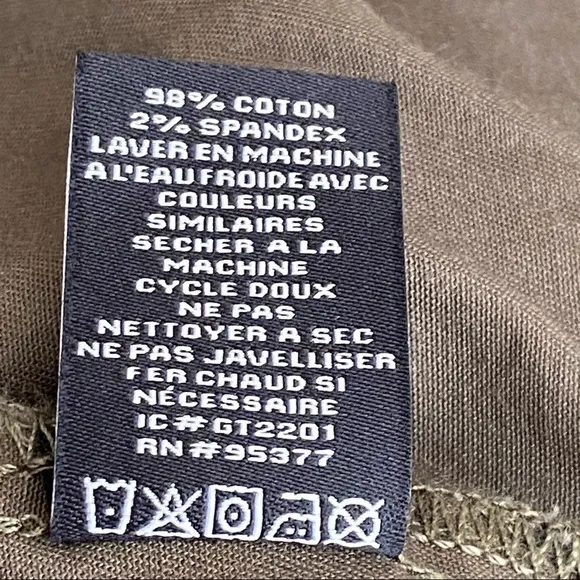 98% COTON
2% SPANDEX
LAVER EN MACHINE
A L'EAU FROIDE AVEC
COULEURS
SIMILAIRES
SECHER A LA
MACHINE
CYCLE DOUX
NE PAS
NETTOYER A SEC
NE PAS JAVELLISER
FER CHAUD SI
NÉCESSAIRE
IC # GT2201
RN # 95377